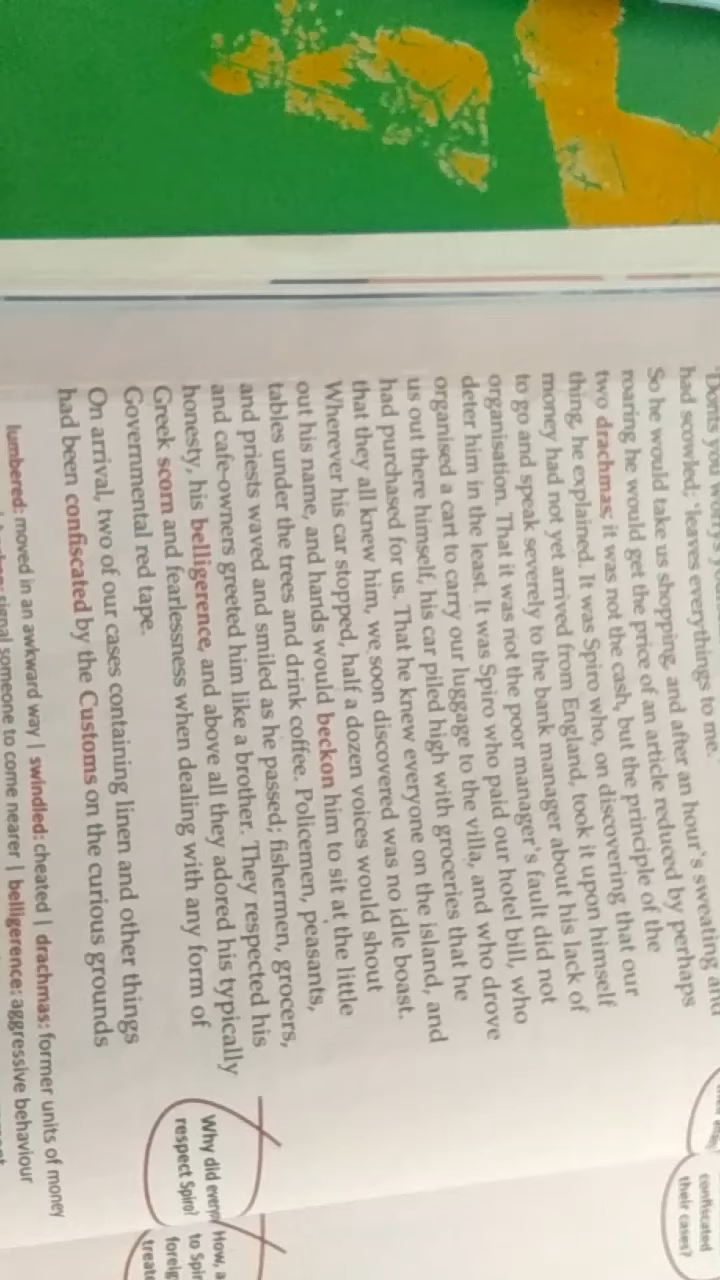 "Donts you worrys
had scowled; 'leaves everythings to me.'
So he would take us shopping, and after an hour's sweating and
roaring he would get the price of an article reduced by perhaps
two drachmas; it was not the cash, but the principle of the
thing, he explained. It was Spiro who, on discovering that our
money had not yet arrived from England, took it upon himself
to go and speak severely to the bank manager about his lack of
organisation. That it was not the poor manager's fault did not
deter him in the least. It was Spiro who paid our hotel bill, who
organised a cart to carry our luggage to the villa, and who drove
us out there himself, his car piled high with groceries that he
had purchased for us. That he knew everyone on the island, and
that they all knew him, we soon discovered was no idle boast.
Wherever his car stopped, half a dozen voices would shout
out his name, and hands would beckon him to sit at the little
tables under the trees and drink coffee. Policemen, peasants,
and priests waved and smiled as he passed; fishermen, grocers,
and cafe-owners greeted him like a brother. They respected his
honesty, his belligerence, and above all they adored his typically
Greek scorn and fearlessness when dealing with any form of
Governmental red tape.
On arrival, two of our cases containing linen and other things
had been confiscated by the Customs on the curious grounds
lumbered: moved in an awkward way | swindled: cheated | drachmas: former units of money
signal someone to come nearer | belligerence: aggressive behaviour
confiscated
their cases?
Why did
respect Spiro?
How,
to